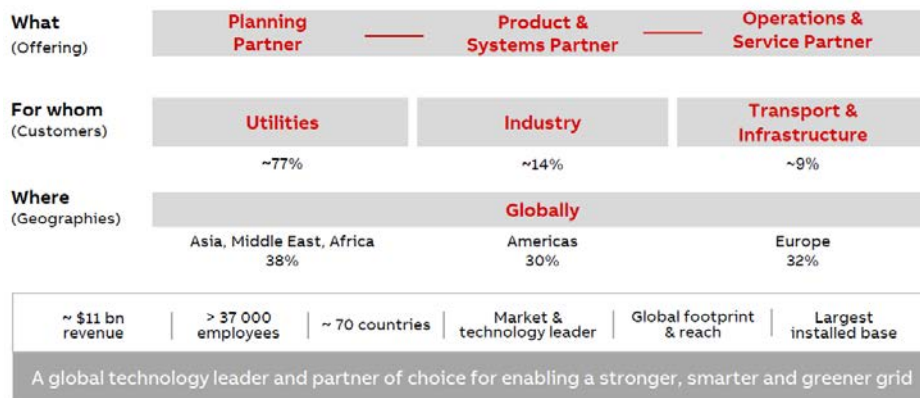 What
(Offering)
Planning
Partner
Product &
Systems Partner
Operations &
Service Partner
For whom
(Customers)
Utilities
Industry
Transport &
Infrastructure
~77%
~14%
~9%
Where
(Geographies)
Globally
Asia, Middle East, Africa
38%
Americas
30%
Europe
32%
~ $11 bn
revenue
> 37 000
employees
~ 70 countries
Market &
technology leader
Global footprint
& reach
Largest
installed base
A global technology leader and partner of choice for enabling a stronger, smarter and greener grid